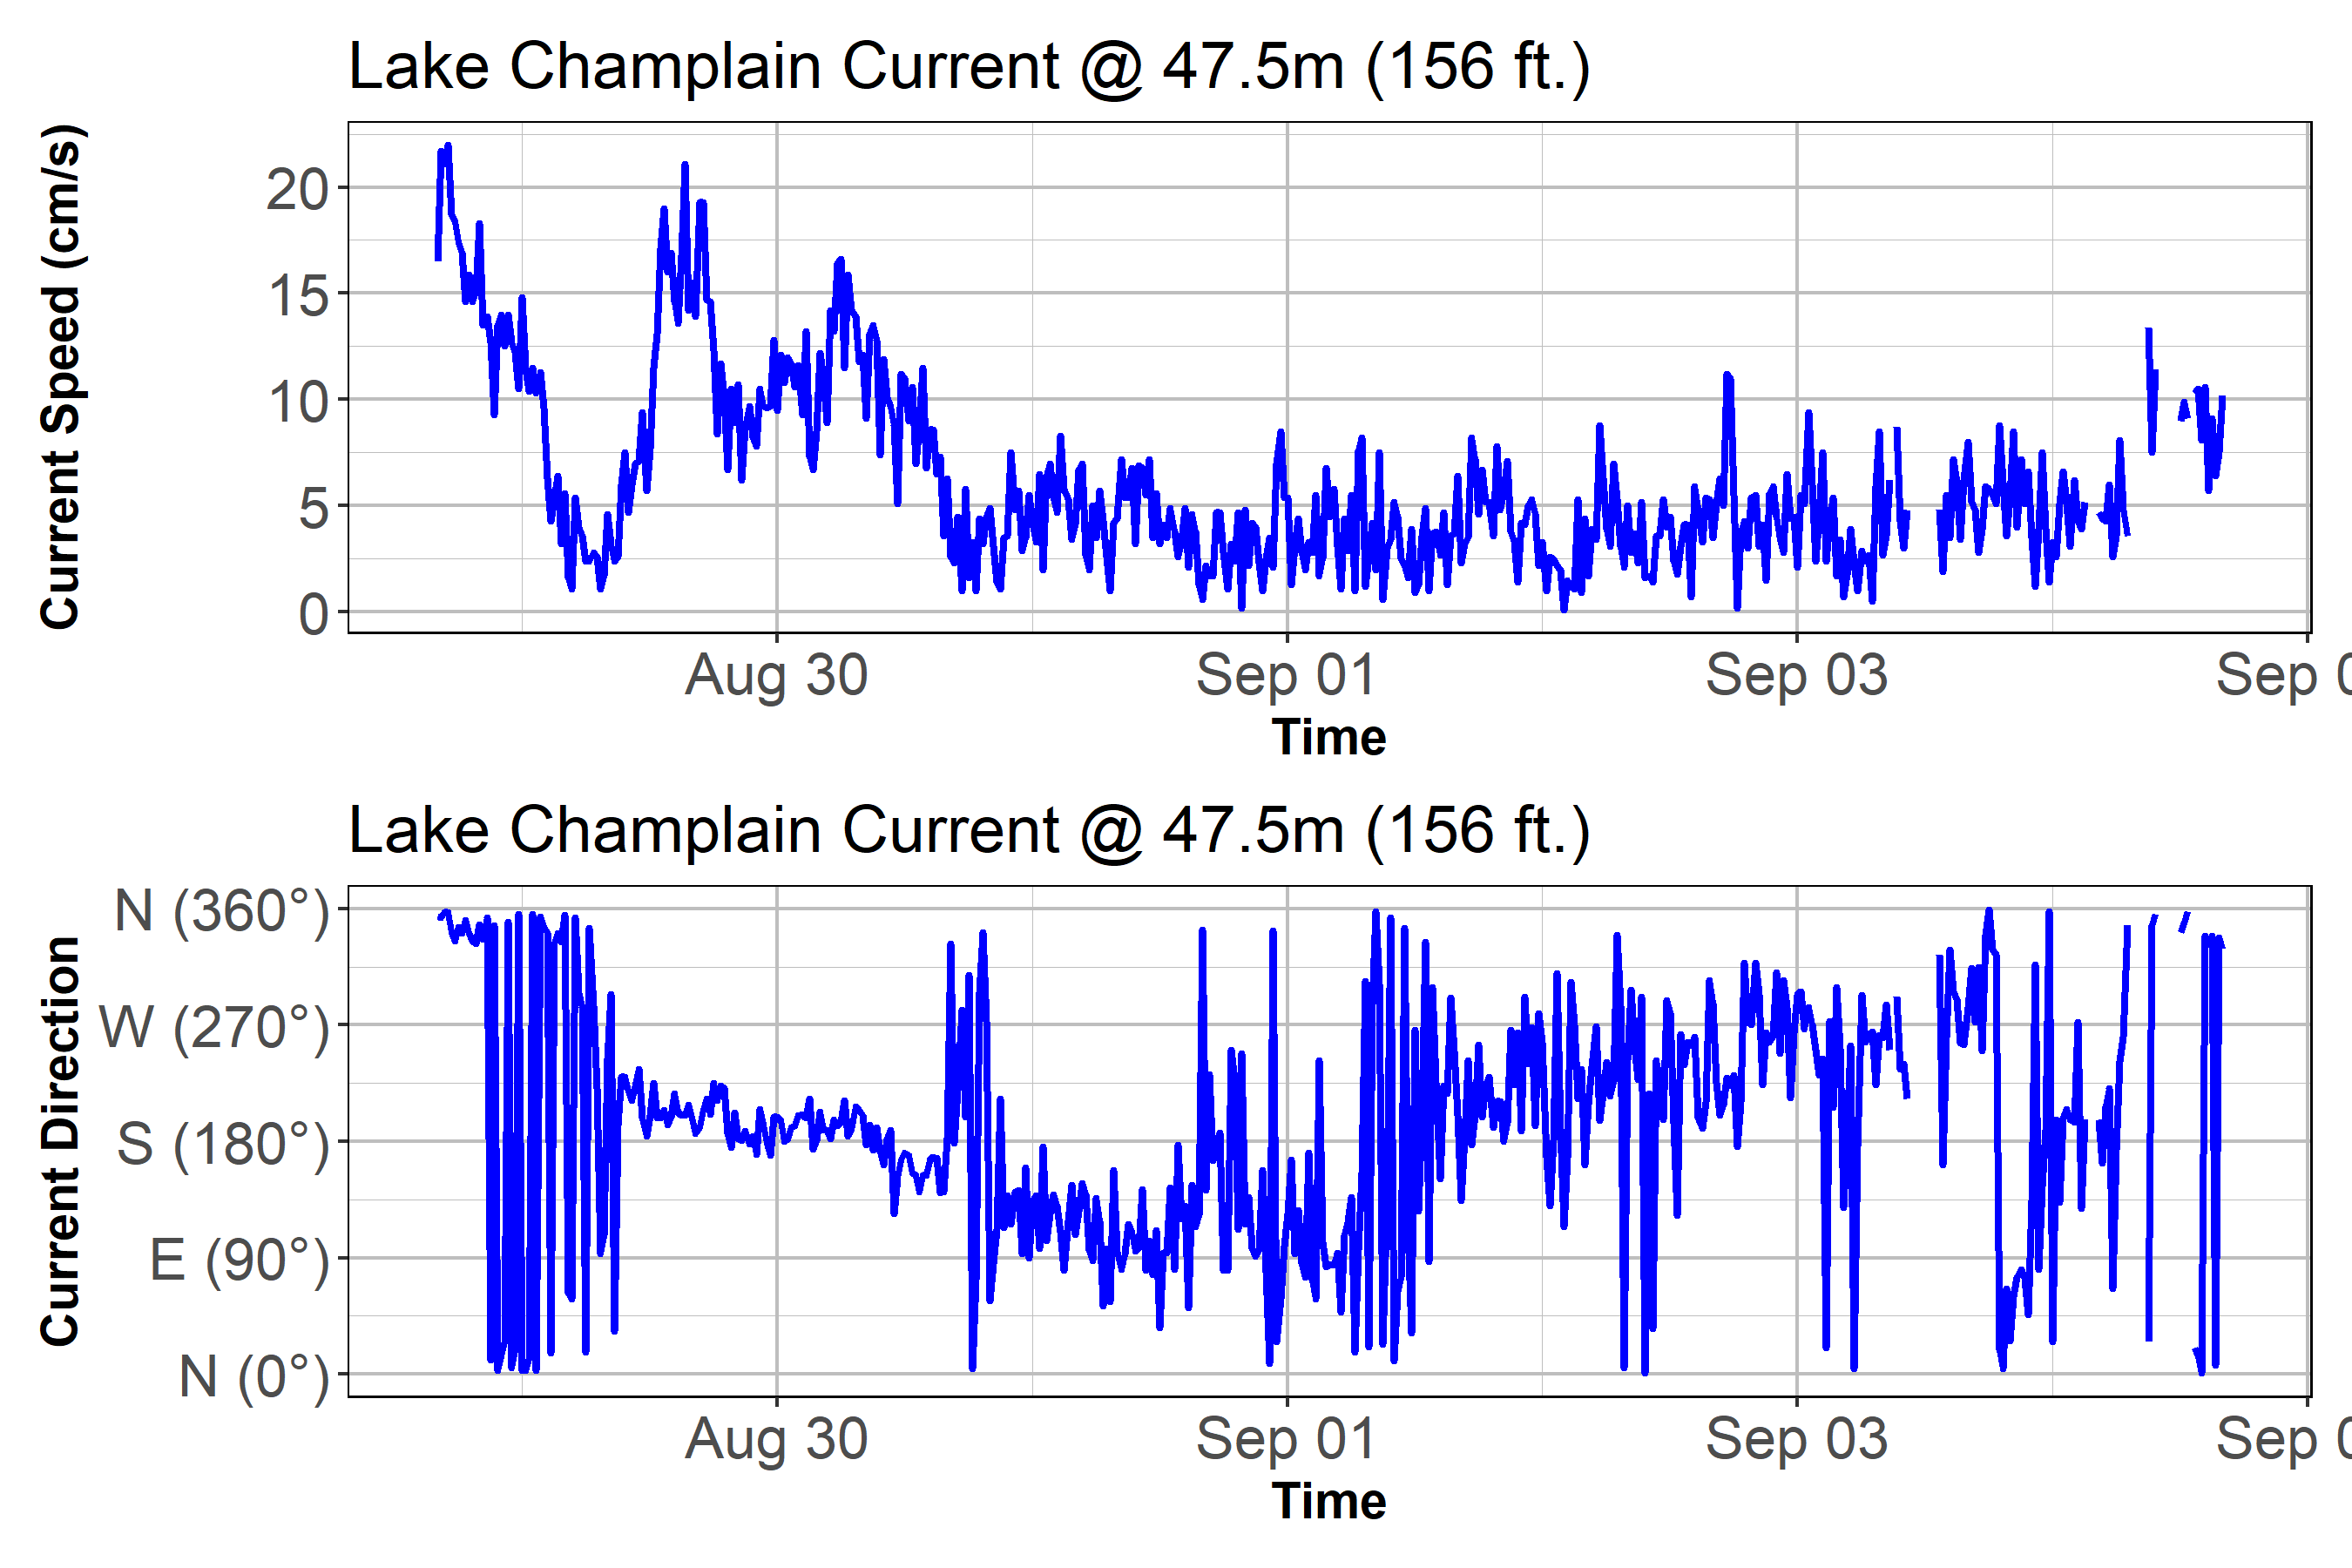 Lake Champlain Current @ 47.5m (156 ft.)
Current Speed (cm/s)
20
15
10
5
0
Aug 30 Sep 01 Sep 03 Sep
Time
Lake Champlain Current @ 47.5m (156 ft.)
Current Direction
N (360°)
W (270°)
S (180°)
E (90°)
N (0°)
Aug 30 Sep 01 Sep 03 Sep
Time